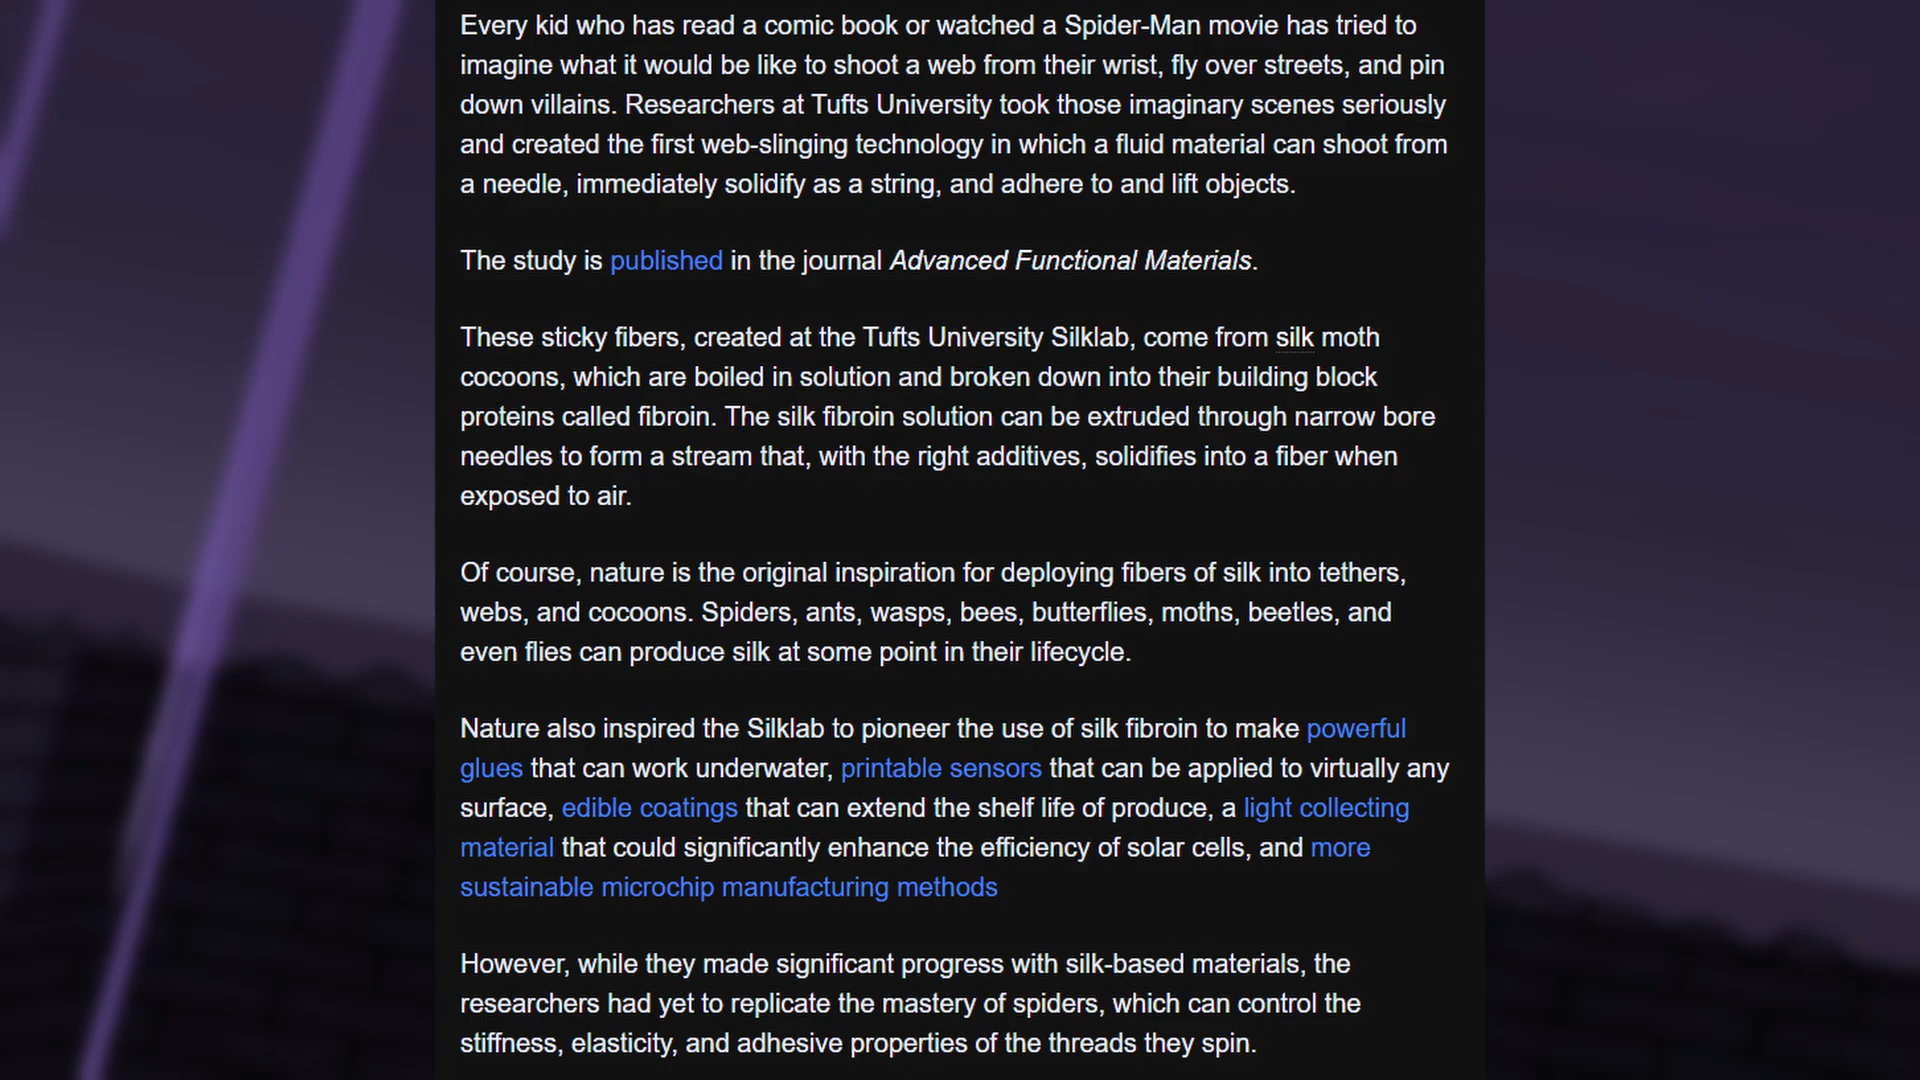 Every kid who has read a comic book or watched a Spider-Man movie has tried to
imagine what it would be like to shoot a web from their wrist, fly over streets, and pin
down villains. Researchers at Tufts University took those imaginary scenes seriously
and created the first web-slinging technology in which a fluid material can shoot from
a needle, immediately solidify as a string, and adhere to and lift objects.
The study is published in the journal Advanced Functional Materials.
These sticky fibers, created at the Tufts University Silklab, come from silk moth
cocoons, which are boiled in solution and broken down into their building block
proteins called fibroin. The silk fibroin solution can be extruded through narrow bore
needles to form a stream that, with the right additives, solidifies into a fiber when
exposed to air.
Of course, nature is the original inspiration for deploying fibers of silk into tethers,
webs, and cocoons. Spiders, ants, wasps, bees, butterflies, moths, beetles, and
even flies can produce silk at some point in their lifecycle.
Nature also inspired the Silklab to pioneer the use of silk fibroin to make powerful
glues that can work underwater, printable sensors that can be applied to virtually any
surface, edible coatings that can extend the shelf life of produce, a light collecting
material that could significantly enhance the efficiency of solar cells, and more
sustainable microchip manufacturing methods
However, while they made significant progress with silk-based materials, the
researchers had yet to replicate the mastery of spiders, which can control the
stiffness, elasticity, and adhesive properties of the threads they spin.